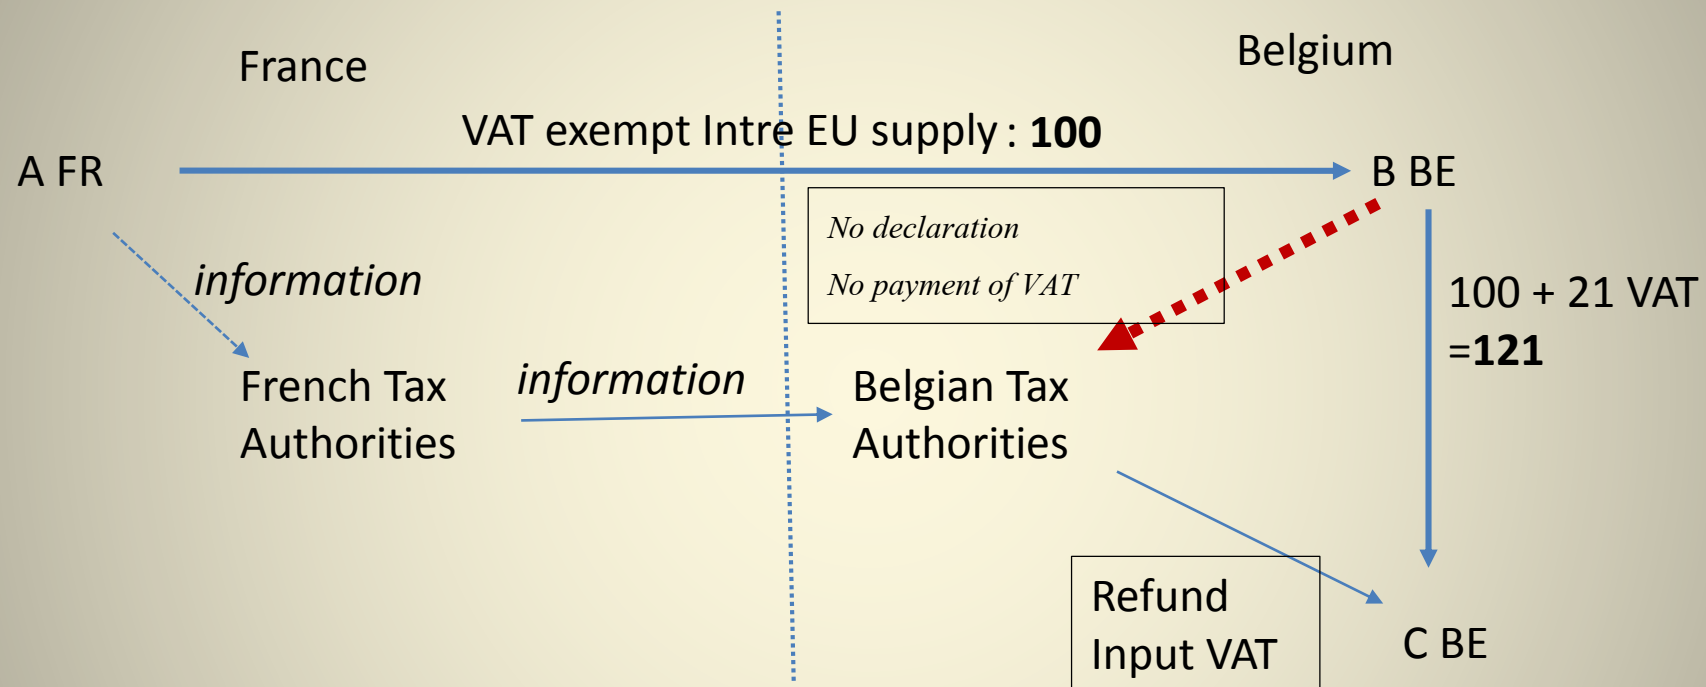 France
Belgium
VAT exempt Intre EU supply : 100
A FR
B BE
No declaration
No payment of VAT
information
100 + 21 VAT
=121
French Tax
Authorities
information
Belgian Tax
Authorities
Refund
Input VAT
C BE